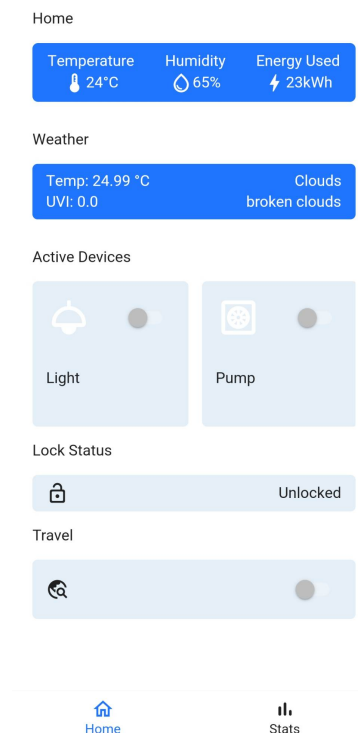 Home
Temperature Humidity Energy Used
24°C 65% 23kWh
Weather
Temp: 24.99 °C Clouds
UVI: 0.0 broken clouds
Active Devices
Light Pump
Lock Status
Unlocked
Travel
Home Stats